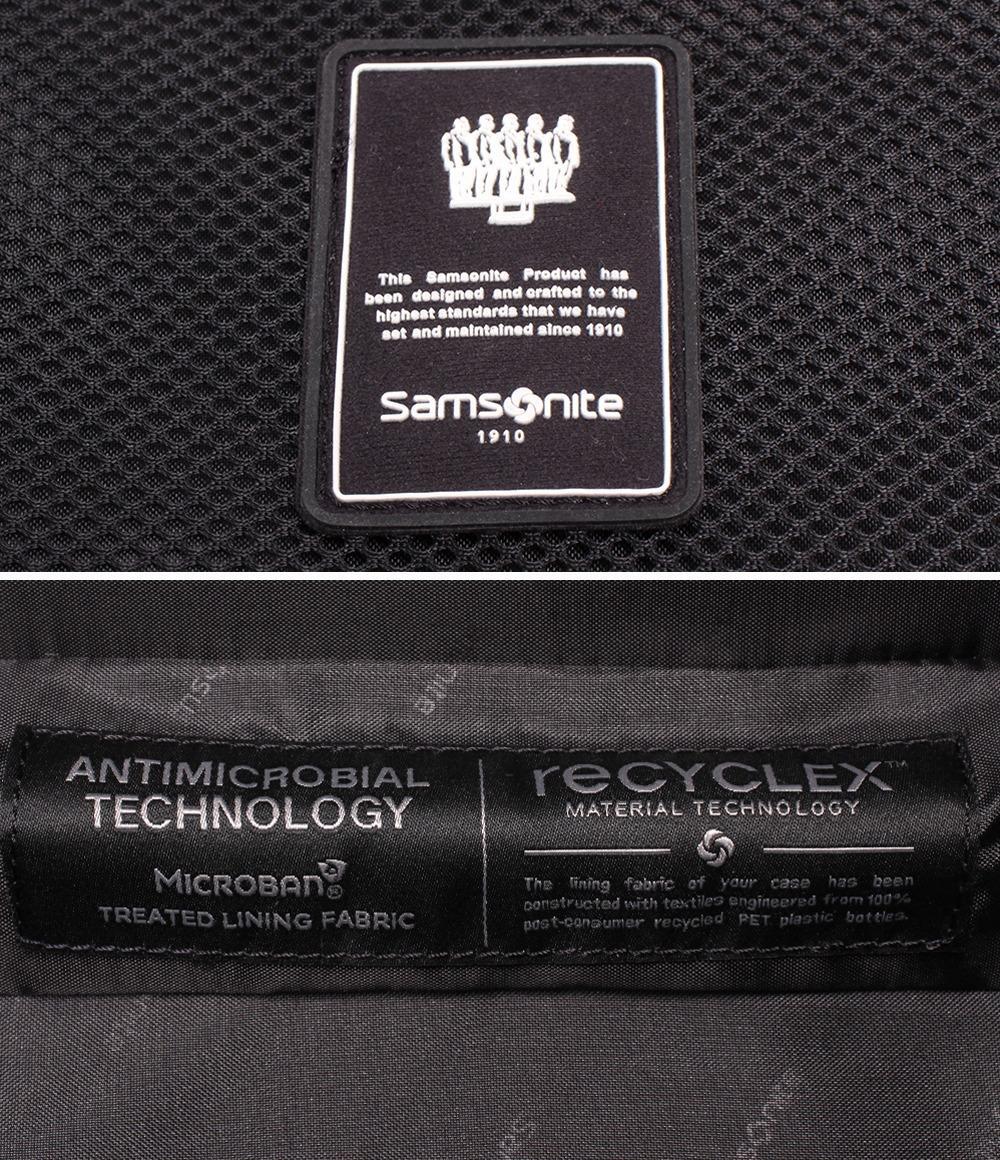 This Samsonite Product has
been designed and crafted to the
highest standards that we have
set and maintained since 1910
Samsonite
1910
ANTIMICROBIAL
TECHNOLOGY
MICROBAN®
TREATED LINING FABRIC
reCYCLEX™
MATERIAL TECHNOLOGY
The lining fabric of your case has been
constructed with textiles engineered from 100%
post-consumer recycled PET plastic bottles.